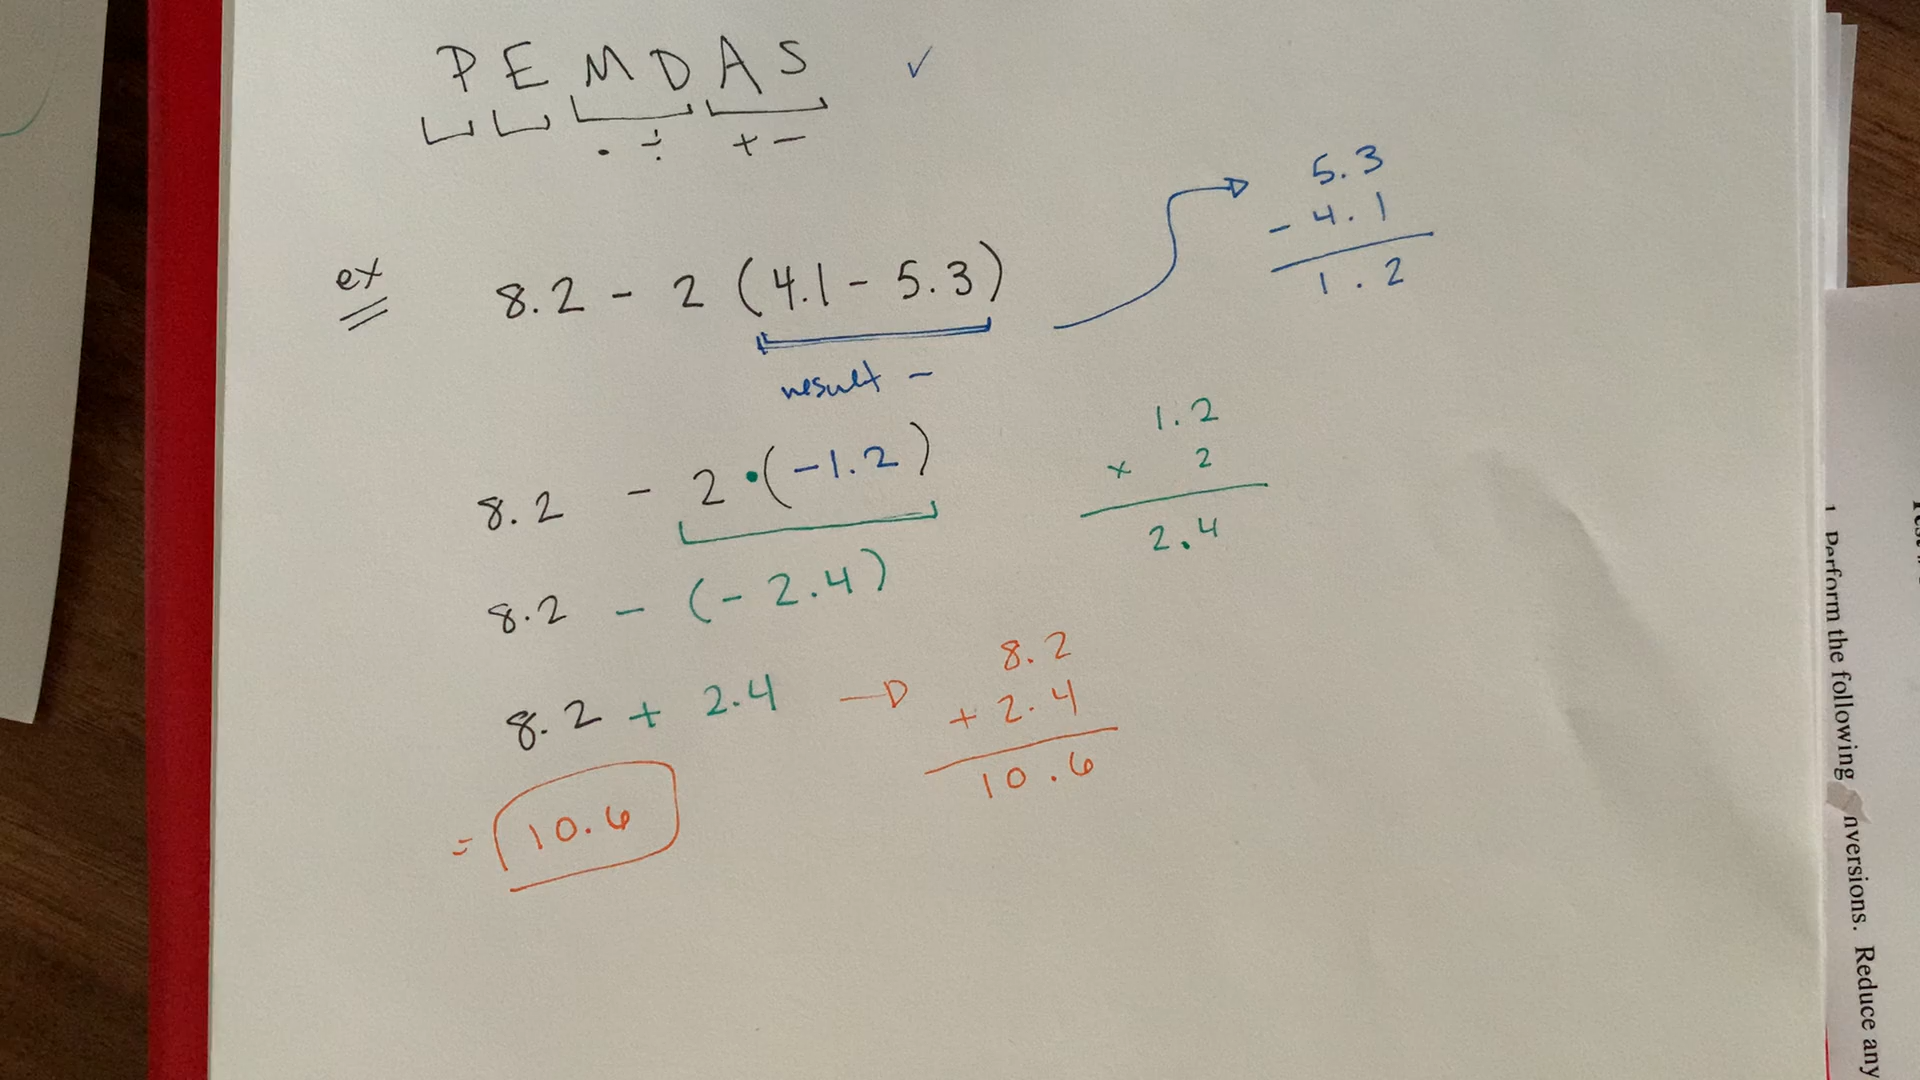 PEMDAS ✓
· ÷ + −
ex 8.2 - 2 (4.1 - 5.3)
result -
5.3
- 4.1
1.2
8.2 - 2 • (-1.2)
1.2
x 2
2.4
8.2 - (-2.4)
8.2 + 2.4 →
8.2
+ 2.4
10.6
= 10.6
1 Perform the following
nversions. Reduce any